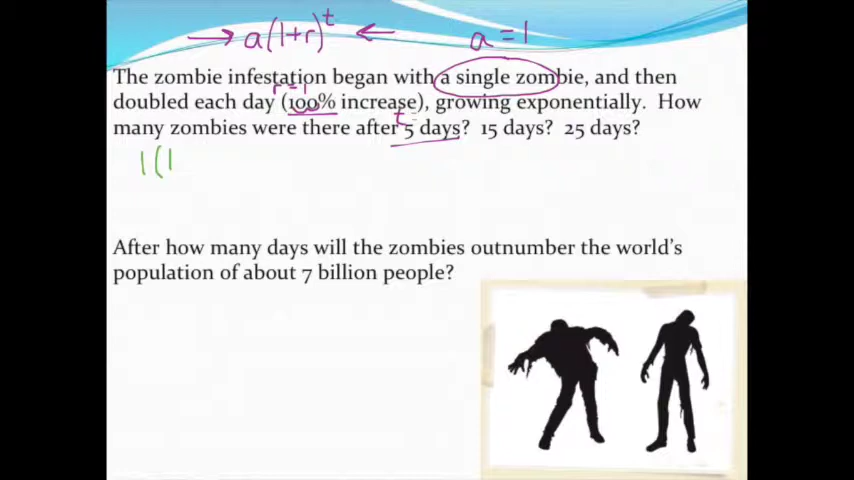 → a(1+r)^t ← a = 1
The zombie infestation began with a single zombie, and then
r = 1
doubled each day (100% increase), growing exponentially. How
t
many zombies were there after 5 days? 15 days? 25 days?
1(1
After how many days will the zombies outnumber the world's
population of about 7 billion people?